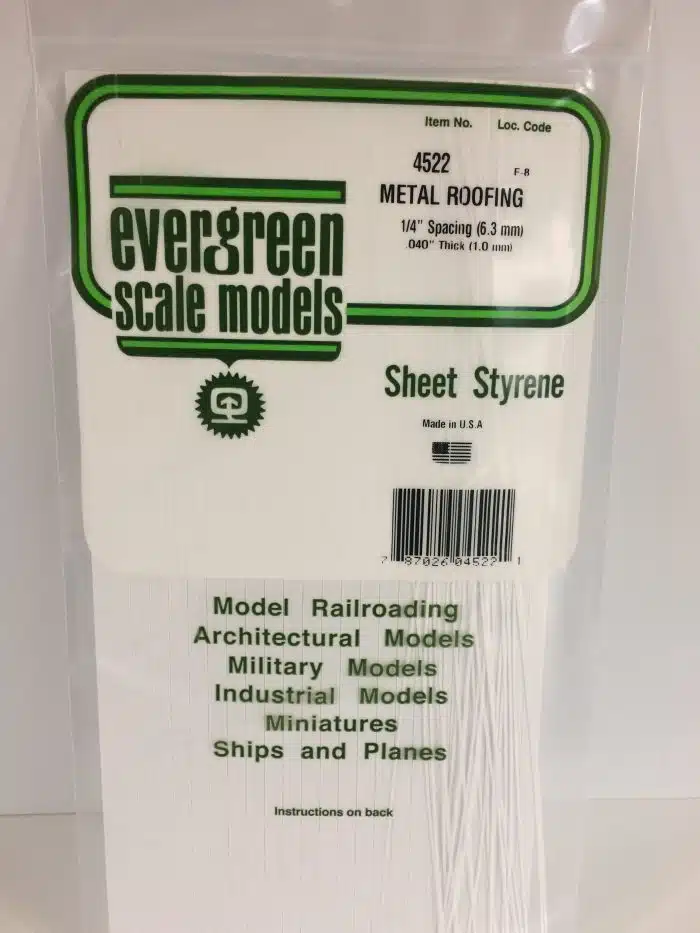 Item No. Loc. Code
4522 F-8
METAL ROOFING
1/4" Spacing (6.3 mm)
.040" Thick (1.0 mm)
evergreen
scale models
Sheet Styrene
Made in U.S.A
7 87026 04522 1
Model Railroading
Architectural Models
Military Models
Industrial Models
Miniatures
Ships and Planes
Instructions on back